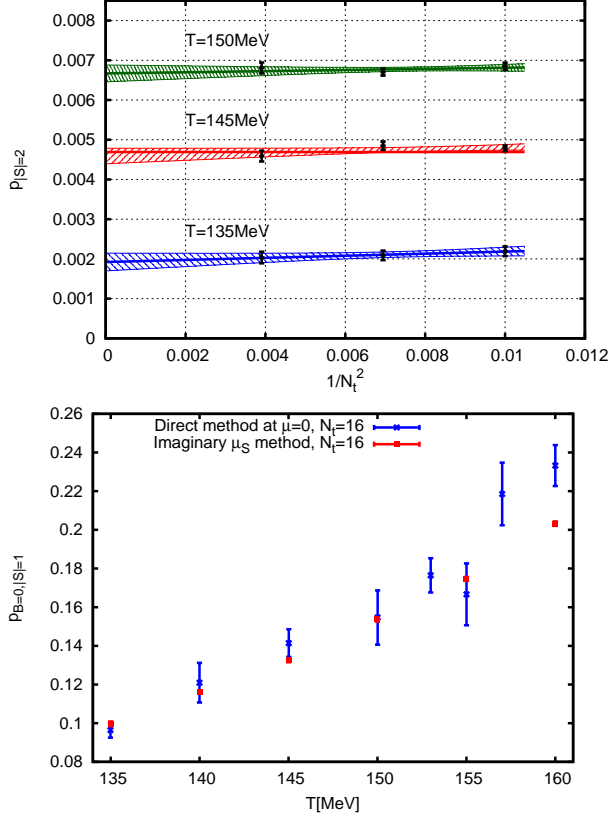 0.008
0.007
0.006
0.005
0.004
0.003
0.002
0.001
0
p|S|=2
T=150MeV
T=145MeV
T=135MeV
0 0.002 0.004 0.006 0.008 0.01 0.012
1/Nt^2
0.26
0.24
0.22
0.2
0.18
0.16
0.14
0.12
0.1
0.08
pB=0,|S|=1
Direct method at μ=0, Nt=16
Imaginary μS method, Nt=16
135 140 145 150 155 160
T[MeV]